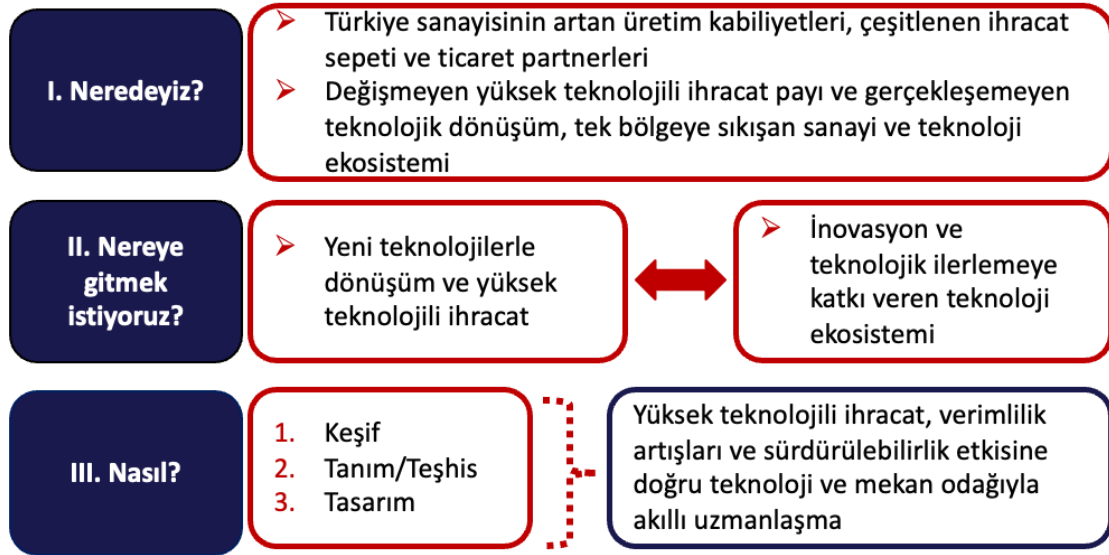 I. Neredeyiz?
➢ Türkiye sanayisinin artan üretim kabiliyetleri, çeşitlenen ihracat
sepeti ve ticaret partnerleri
➢ Değişmeyen yüksek teknolojili ihracat payı ve gerçekleşemeyen
teknolojik dönüşüm, tek bölgeye sıkışan sanayi ve teknoloji
ekosistemi
II. Nereye
gitmek
istiyoruz?
➢ Yeni teknolojilerle
dönüşüm ve yüksek
teknolojili ihracat
➢ İnovasyon ve
teknolojik ilerlemeye
katkı veren teknoloji
ekosistemi
III. Nasıl?
1. Keşif
2. Tanım/Teşhis
3. Tasarım
Yüksek teknolojili ihracat, verimlilik
artışları ve sürdürülebilirlik etkisine
doğru teknoloji ve mekan odağıyla
akıllı uzmanlaşma